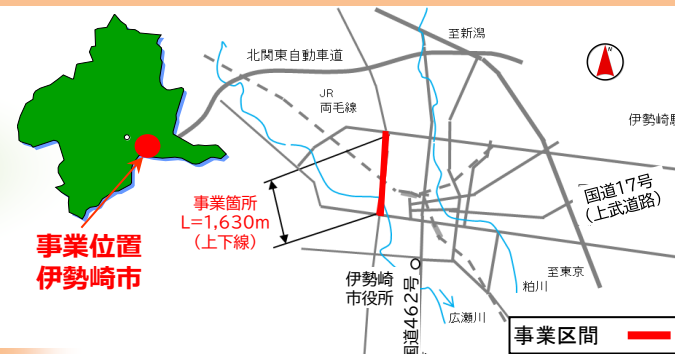 至新潟
北関東自動車道
N
JR
両毛線
伊勢崎
事業箇所
L=1,630m
(上下線)
国道17号
(上武道路)
事業位置
伊勢崎市
伊勢崎
市役所
国道462号
至東京
粕川
広瀬川
事業区間